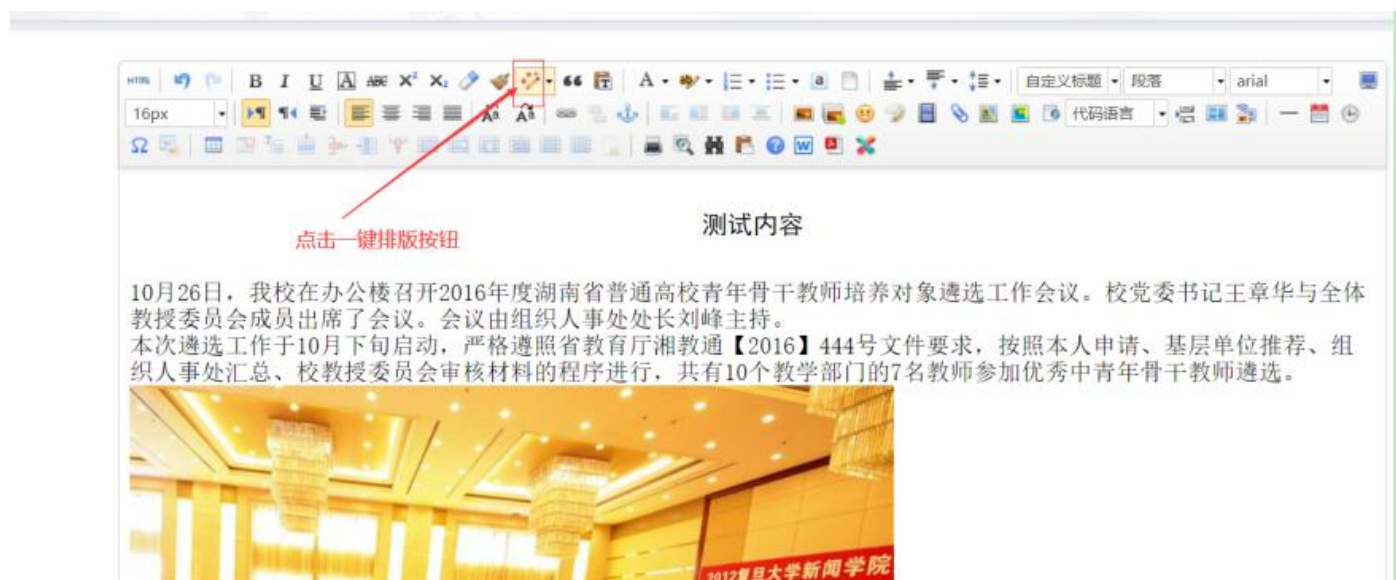 HTML B I U A ABC X² X₂ A a 自定义标题 段落 arial
16px Aa Aa 代码语言
Ω W
点击一键排版按钮
测试内容
10月26日，我校在办公楼召开2016年度湖南省普通高校青年骨干教师培养对象遴选工作会议。校党委书记王章华与全体
教授委员会成员出席了会议。会议由组织人事处处长刘峰主持。
本次遴选工作于10月下旬启动，严格遵照省教育厅湘教通【2016】444号文件要求，按照本人申请、基层单位推荐、组
织人事处汇总、校教授委员会审核材料的程序进行，共有10个教学部门的7名教师参加优秀中青年骨干教师遴选。
2012复旦大学新闻学院